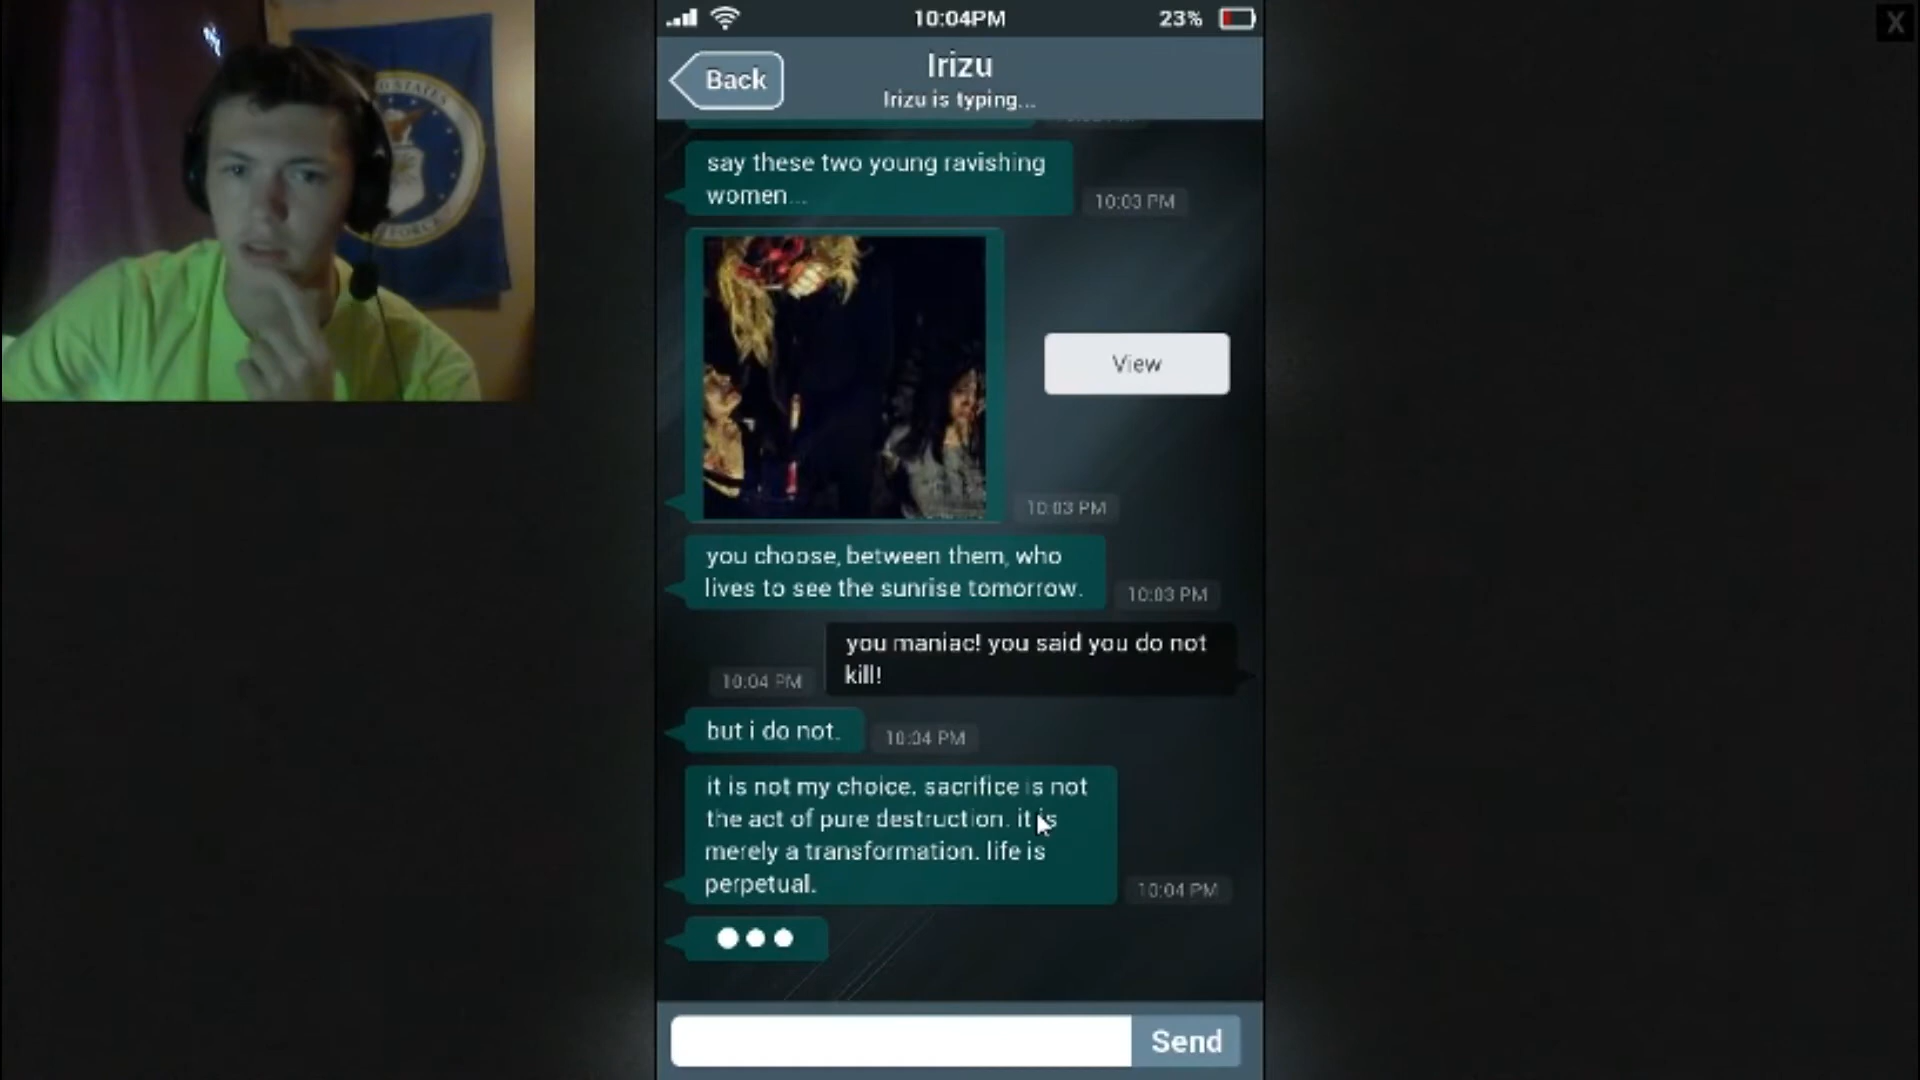 10:04PM
23%
X
Back
Irizu
Irizu is typing...
say these two young ravishing
women...
10:03 PM
View
10:03 PM
you choose, between them, who
lives to see the sunrise tomorrow.
10:03 PM
you maniac! you said you do not
kill!
10:04 PM
but i do not.
10:04 PM
it is not my choice. sacrifice is not
the act of pure destruction. it is
merely a transformation. life is
perpetual.
10:04 PM
Send